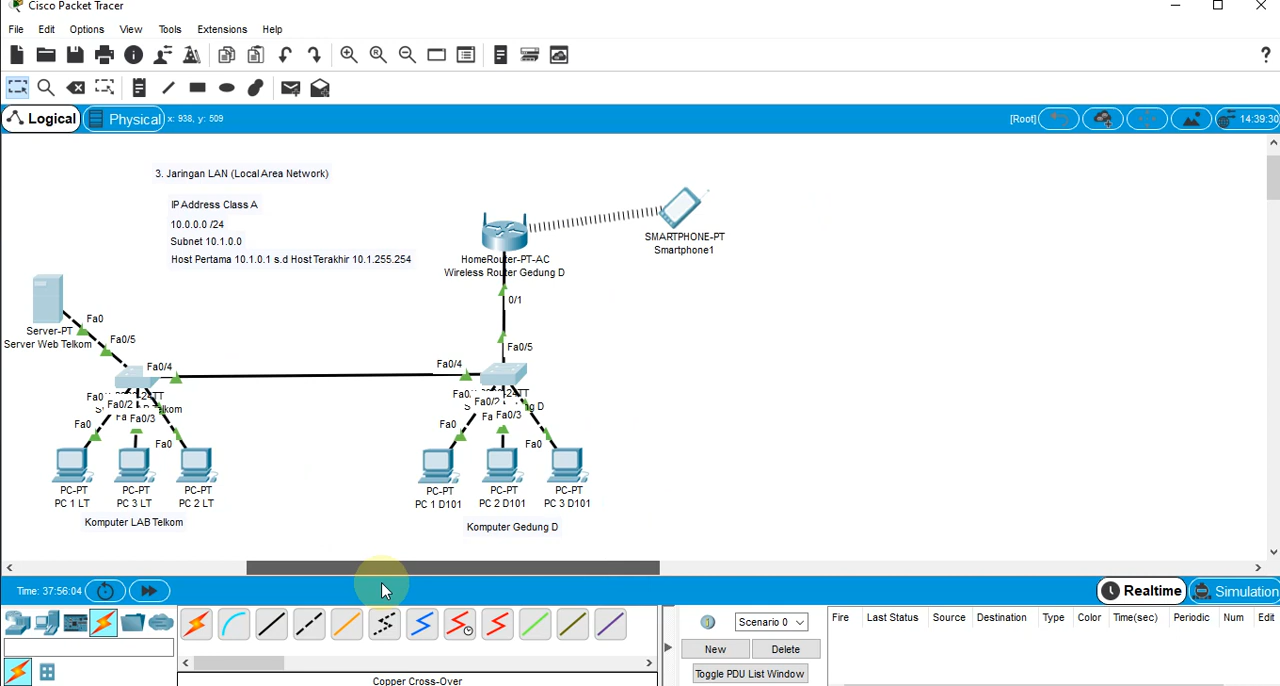 Cisco Packet Tracer
File Edit Options View Tools Extensions Help
Logical Physical x: 938, y: 509 [Root] 14:39:30
3. Jaringan LAN (Local Area Network)
IP Address Class A
10.0.0.0 /24
Subnet 10.1.0.0
Host Pertama 10.1.0.1 s.d Host Terakhir 10.1.255.254
SMARTPHONE-PT
Smartphone1
HomeRouter-PT-AC
Wireless Router Gedung D
0/1
Fa0/5
Fa0/4
Server-PT
Server Web Telkom
Fa0
Fa0/5
Fa0/4
Fa0/2
Fa0/3
Fa0
Fa0
PC-PT
PC 1 LT
PC-PT
PC 3 LT
PC-PT
PC 2 LT
Komputer LAB Telkom
Fa0/2
Fa0/3
Fa0
Fa0
PC-PT
PC 1 D101
PC-PT
PC 2 D101
PC-PT
PC 3 D101
Komputer Gedung D
Time: 37:56:04 Realtime Simulation
Scenario 0
New Delete
Toggle PDU List Window
Fire Last Status Source Destination Type Color Time(sec) Periodic Num Edit
Copper Cross-Over